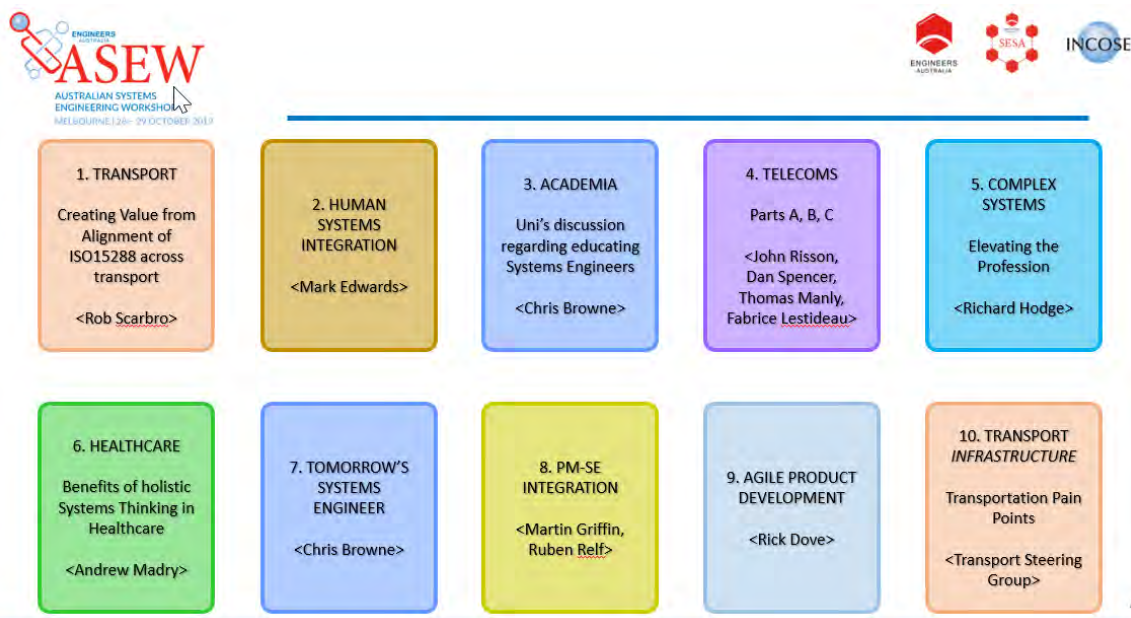 ENGINEERS
AUSTRALIA
ASEW
AUSTRALIAN SYSTEMS
ENGINEERING WORKSHOP
MELBOURNE | 26 - 29 OCTOBER
ENGINEERS
AUSTRALIA
SESA
INCOSE
1. TRANSPORT
Creating Value from
Alignment of
ISO15288 across
transport
<Rob Scarbro>
2. HUMAN
SYSTEMS
INTEGRATION
<Mark Edwards>
3. ACADEMIA
Uni's discussion
regarding educating
Systems Engineers
<Chris Browne>
4. TELECOMS
Parts A, B, C
<John Risson,
Dan Spencer,
Thomas Manly,
Fabrice Lestideau>
5. COMPLEX
SYSTEMS
Elevating the
Profession
<Richard Hodge>
6. HEALTHCARE
Benefits of holistic
Systems Thinking in
Healthcare
<Andrew Madry>
7. TOMORROW'S
SYSTEMS
ENGINEER
<Chris Browne>
8. PM-SE
INTEGRATION
<Martin Griffin,
Ruben Relf>
9. AGILE PRODUCT
DEVELOPMENT
<Rick Dove>
10. TRANSPORT
INFRASTRUCTURE
Transportation Pain
Points
<Transport Steering
Group>